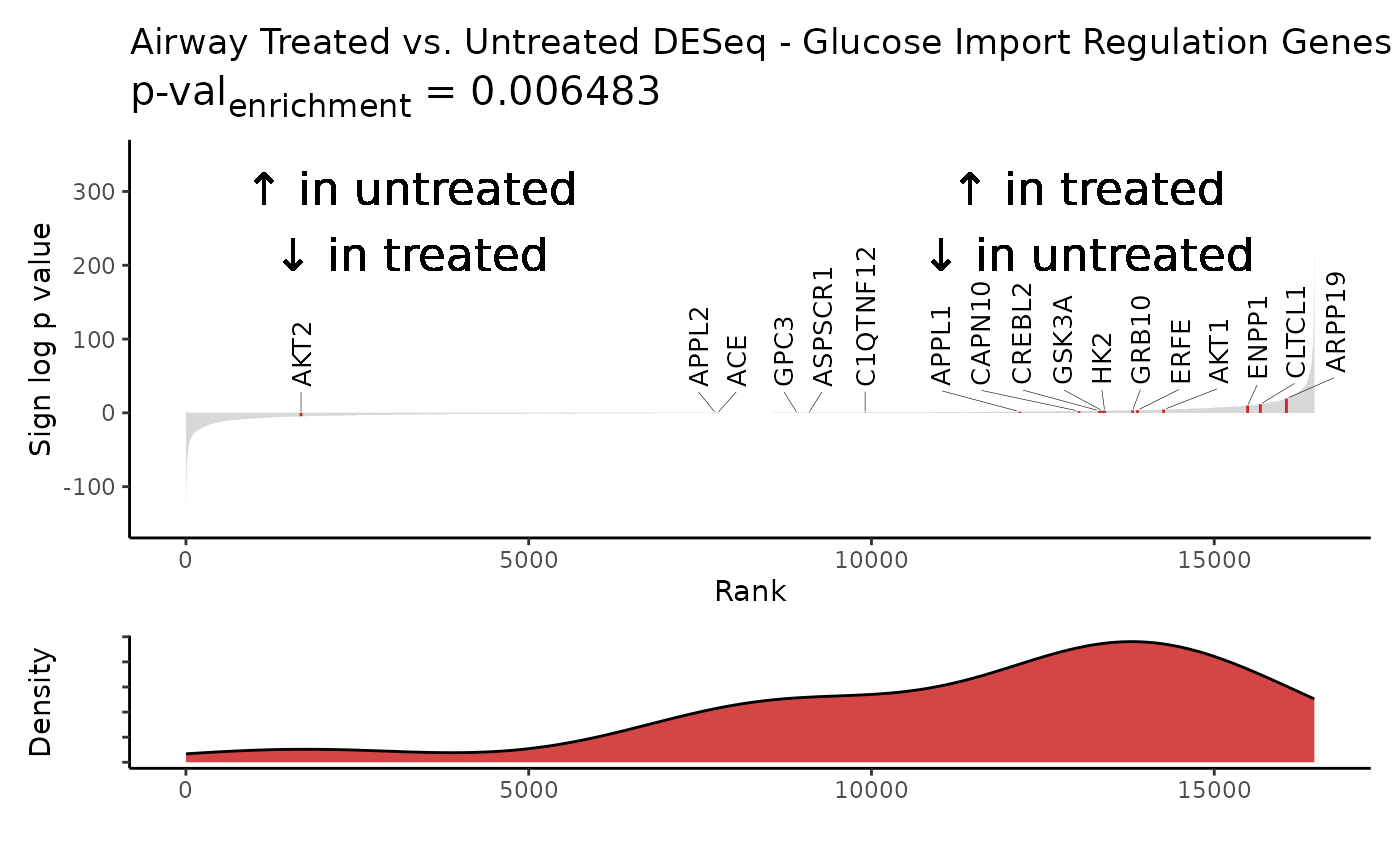 Airway Treated vs. Untreated DESeq - Glucose Import Regulation Genes
p-val enrichment = 0.006483
Sign log p value
300
200
100
0
-100
↑ in untreated
↓ in treated
↑ in treated
↓ in untreated
AKT2
APPL2
ACE
GPC3
ASPSCR1
C1QTNF12
APPL1
CAPN10
CREBL2
GSK3A
HK2
GRB10
ERFE
AKT1
ENPP1
CLTCL1
ARPP19
0
5000
10000
15000
Rank
Density
0
5000
10000
15000